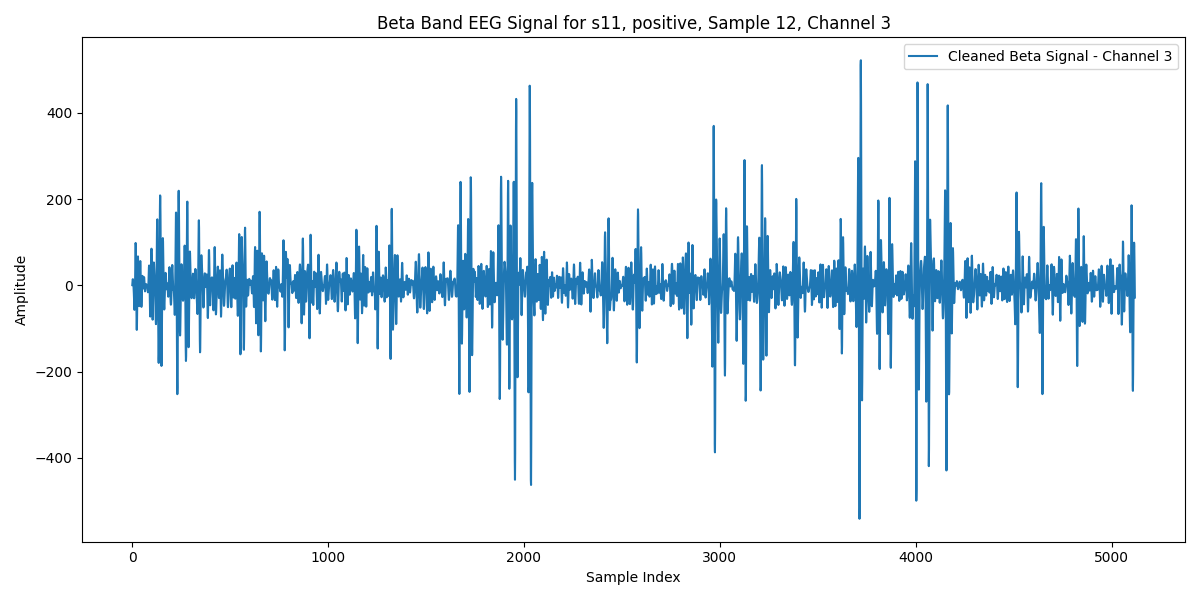 Beta Band EEG Signal for s11, positive, Sample 12, Channel 3
Cleaned Beta Signal - Channel 3
Amplitude
400
200
0
−200
−400
0 1000 2000 3000 4000 5000
Sample Index